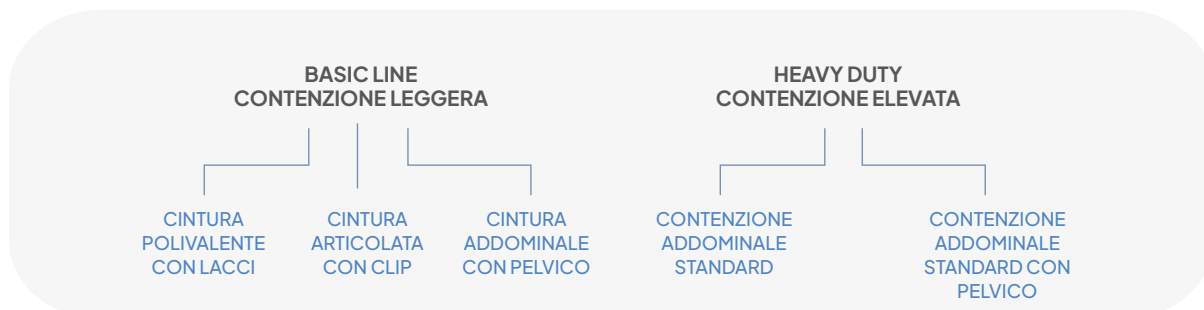 BASIC LINE
CONTENZIONE LEGGERA
CINTURA
POLIVALENTE
CON LACCI
CINTURA
ARTICOLATA
CON CLIP
CINTURA
ADDOMINALE
CON PELVICO
HEAVY DUTY
CONTENZIONE ELEVATA
CONTENZIONE
ADDOMINALE
STANDARD
CONTENZIONE
ADDOMINALE
STANDARD CON
PELVICO